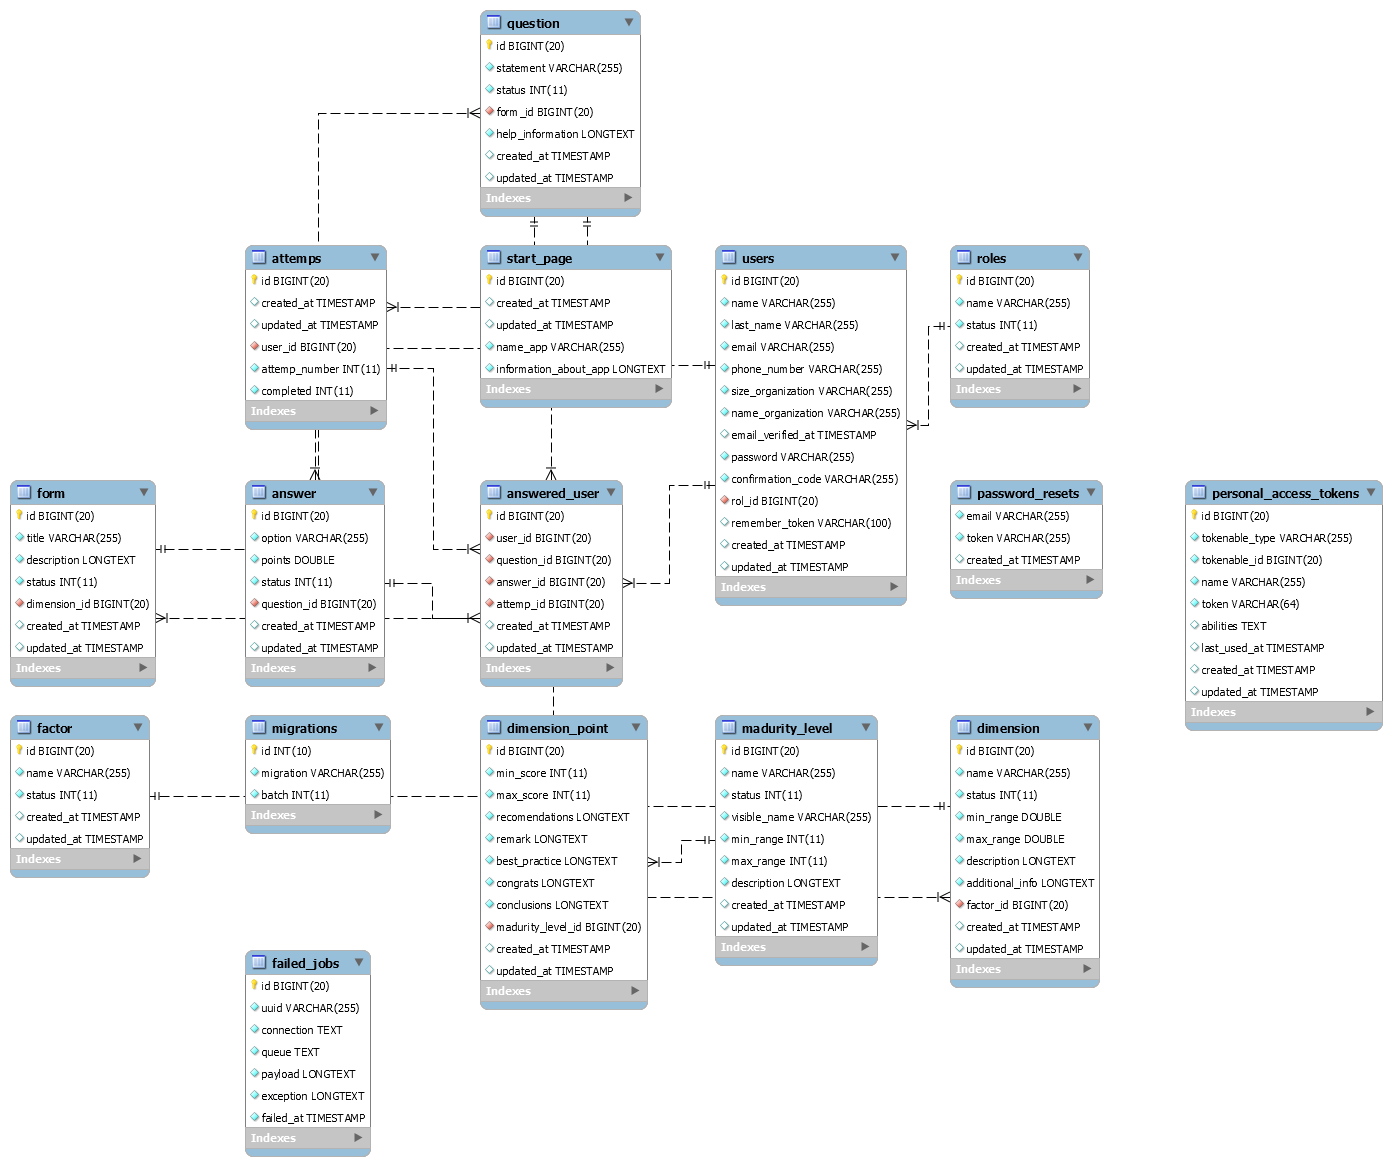 question
id BIGINT(20)
statement VARCHAR(255)
status INT(11)
form_id BIGINT(20)
help_information LONGTEXT
created_at TIMESTAMP
updated_at TIMESTAMP
Indexes
attemps
id BIGINT(20)
created_at TIMESTAMP
updated_at TIMESTAMP
user_id BIGINT(20)
attemp_number INT(11)
completed INT(11)
Indexes
start_page
id BIGINT(20)
created_at TIMESTAMP
updated_at TIMESTAMP
name_app VARCHAR(255)
information_about_app LONGTEXT
Indexes
users
id BIGINT(20)
name VARCHAR(255)
last_name VARCHAR(255)
email VARCHAR(255)
phone_number VARCHAR(255)
size_organization VARCHAR(255)
name_organization VARCHAR(255)
email_verified_at TIMESTAMP
password VARCHAR(255)
confirmation_code VARCHAR(255)
rol_id BIGINT(20)
remember_token VARCHAR(100)
created_at TIMESTAMP
updated_at TIMESTAMP
Indexes
roles
id BIGINT(20)
name VARCHAR(255)
status INT(11)
created_at TIMESTAMP
updated_at TIMESTAMP
Indexes
form
id BIGINT(20)
title VARCHAR(255)
description LONGTEXT
status INT(11)
dimension_id BIGINT(20)
created_at TIMESTAMP
updated_at TIMESTAMP
Indexes
answer
id BIGINT(20)
option VARCHAR(255)
points DOUBLE
status INT(11)
question_id BIGINT(20)
created_at TIMESTAMP
updated_at TIMESTAMP
Indexes
answered_user
id BIGINT(20)
user_id BIGINT(20)
question_id BIGINT(20)
answer_id BIGINT(20)
attemp_id BIGINT(20)
created_at TIMESTAMP
updated_at TIMESTAMP
Indexes
password_resets
email VARCHAR(255)
token VARCHAR(255)
created_at TIMESTAMP
Indexes
personal_access_tokens
id BIGINT(20)
tokenable_type VARCHAR(255)
tokenable_id BIGINT(20)
name VARCHAR(255)
token VARCHAR(64)
abilities TEXT
last_used_at TIMESTAMP
created_at TIMESTAMP
updated_at TIMESTAMP
Indexes
factor
id BIGINT(20)
name VARCHAR(255)
status INT(11)
created_at TIMESTAMP
updated_at TIMESTAMP
Indexes
migrations
id INT(10)
migration VARCHAR(255)
batch INT(11)
Indexes
dimension_point
id BIGINT(20)
min_score INT(11)
max_score INT(11)
recomendations LONGTEXT
remark LONGTEXT
best_practice LONGTEXT
congrats LONGTEXT
conclusions LONGTEXT
madurity_level_id BIGINT(20)
created_at TIMESTAMP
updated_at TIMESTAMP
Indexes
madurity_level
id BIGINT(20)
name VARCHAR(255)
status INT(11)
visible_name VARCHAR(255)
min_range INT(11)
max_range INT(11)
description LONGTEXT
created_at TIMESTAMP
updated_at TIMESTAMP
Indexes
dimension
id BIGINT(20)
name VARCHAR(255)
status INT(11)
min_range DOUBLE
max_range DOUBLE
description LONGTEXT
additional_info LONGTEXT
factor_id BIGINT(20)
created_at TIMESTAMP
updated_at TIMESTAMP
Indexes
failed_jobs
id BIGINT(20)
uuid VARCHAR(255)
connection TEXT
queue TEXT
payload LONGTEXT
exception LONGTEXT
failed_at TIMESTAMP
Indexes